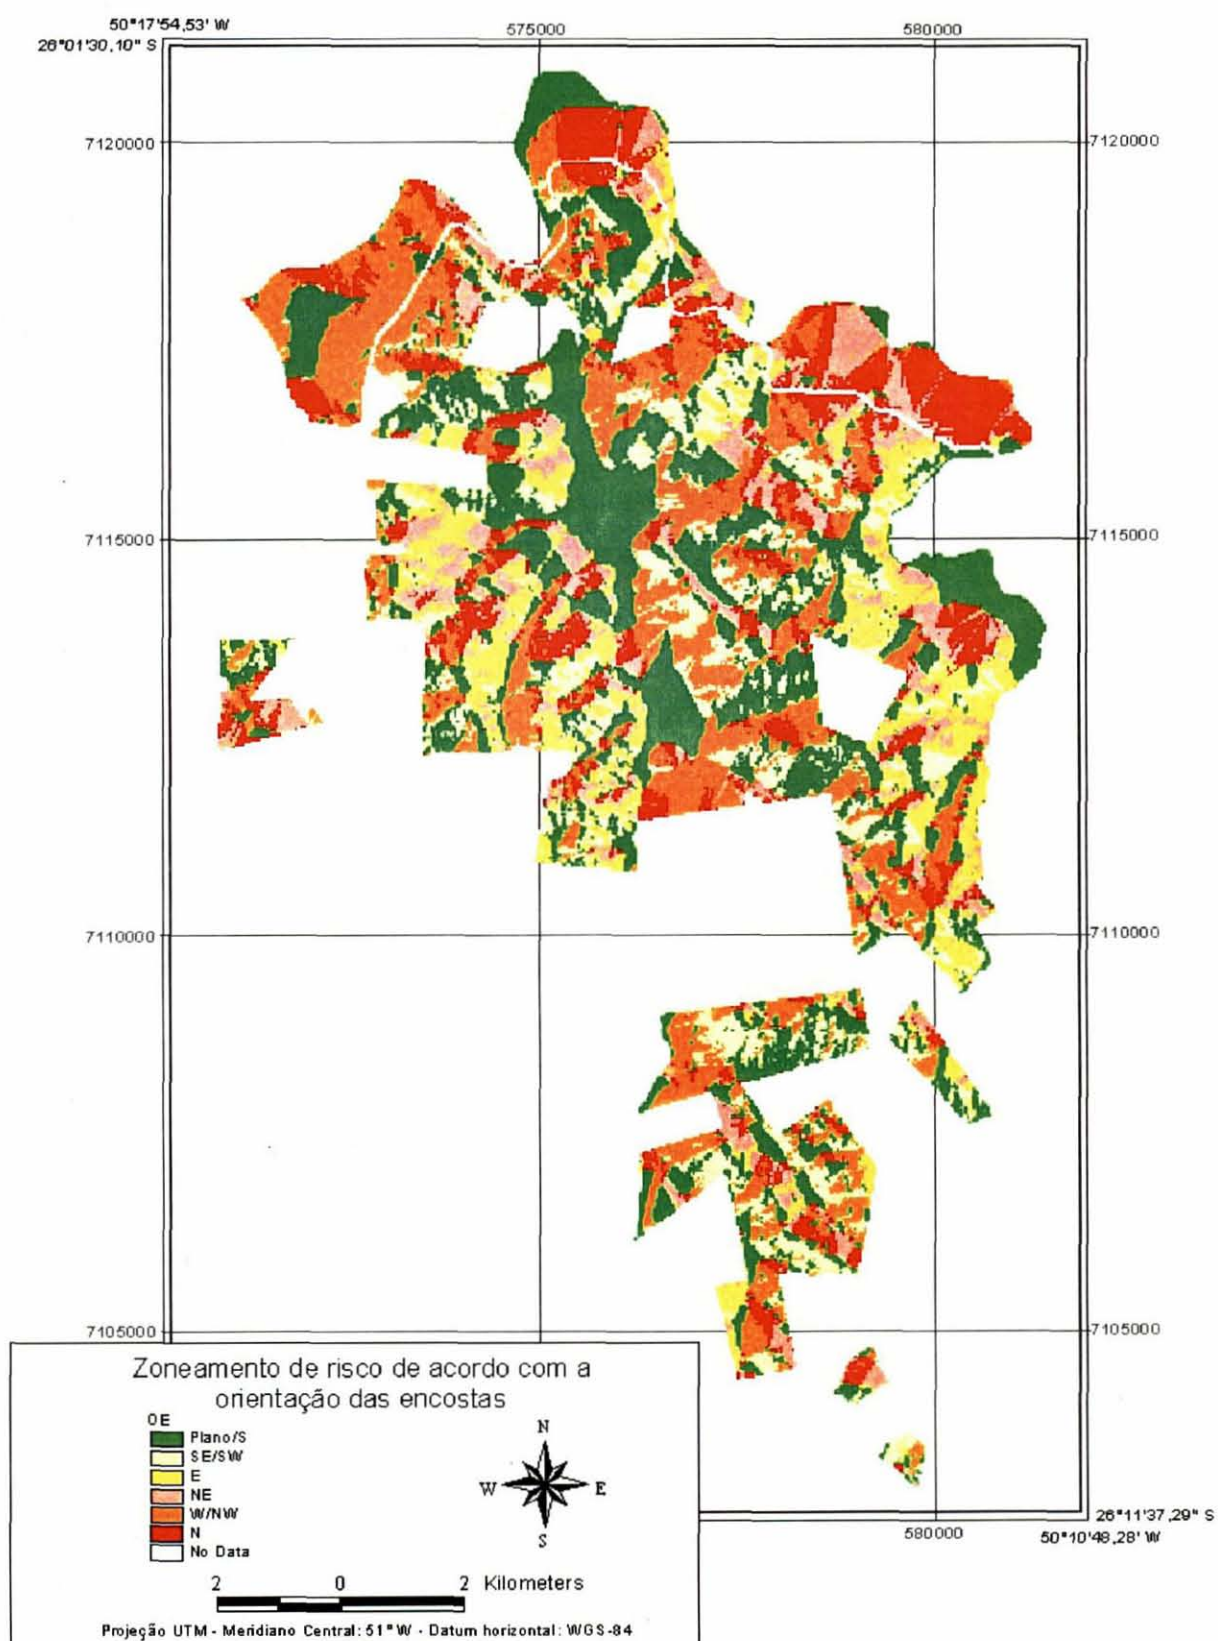 50°17'54,53' W
26°01'30,10" S
575000
580000
7120000
7120000
7115000
7115000
7110000
7110000
7105000
7105000
Zoneamento de risco de acordo com a
orientação das encostas
OE
Plano/S
SE/SW
E
NE
W/NW
N
No Data
N
W
E
S
2 0 2 Kilometers
Projeção UTM - Meridiano Central: 51° W - Datum horizontal: WGS-84
580000
26°11'37,29" S
50°10'48,28' W